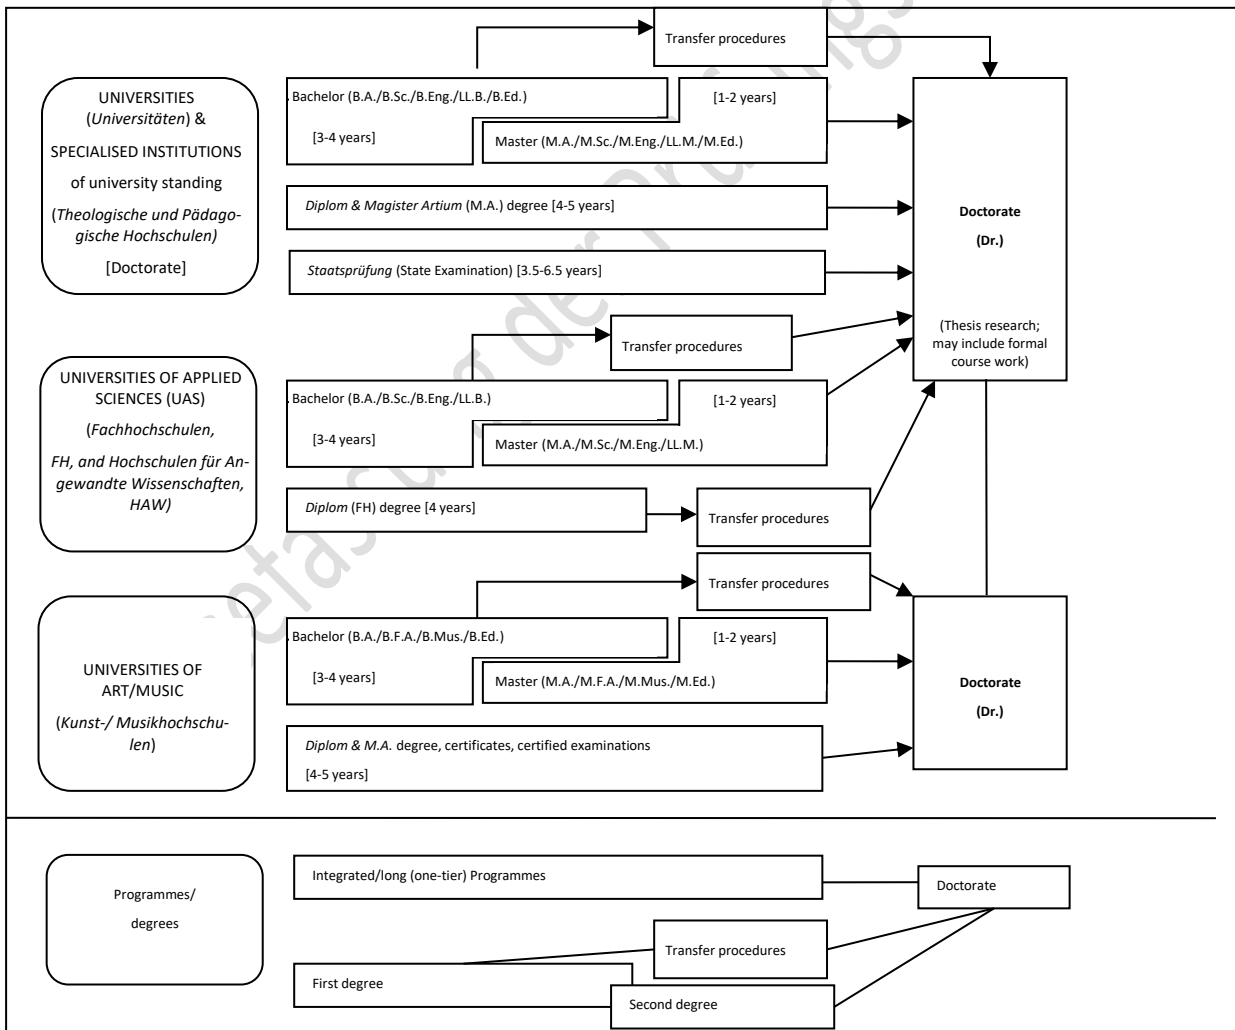 Transfer procedures
UNIVERSITIES
(Universitäten) &
SPECIALISED INSTITUTIONS
of university standing
(Theologische und Pädago-
gische Hochschulen)
[Doctorate]
Bachelor (B.A./B.Sc./B.Eng./LL.B./B.Ed.)
[3-4 years]
[1-2 years]
Master (M.A./M.Sc./M.Eng./LL.M./M.Ed.)
Diplom & Magister Artium (M.A.) degree [4-5 years]
Staatsprüfung (State Examination) [3.5-6.5 years]
Doctorate
(Dr.)
(Thesis research;
may include formal
course work)
Transfer procedures
UNIVERSITIES OF APPLIED
SCIENCES (UAS)
(Fachhochschulen,
FH, and Hochschulen für An-
gewandte Wissenschaften,
HAW)
Bachelor (B.A./B.Sc./B.Eng./LL.B.)
[3-4 years]
[1-2 years]
Master (M.A./M.Sc./M.Eng./LL.M.)
Diplom (FH) degree [4 years]
Transfer procedures
Transfer procedures
UNIVERSITIES OF
ART/MUSIC
(Kunst-/ Musikhochschu-
len)
Bachelor (B.A./B.F.A./B.Mus./B.Ed.)
[3-4 years]
[1-2 years]
Master (M.A./M.F.A./M.Mus./M.Ed.)
Diplom & M.A. degree, certificates, certified examinations
[4-5 years]
Doctorate
(Dr.)
Programmes/
degrees
Integrated/long (one-tier) Programmes
Doctorate
Transfer procedures
First degree
Second degree